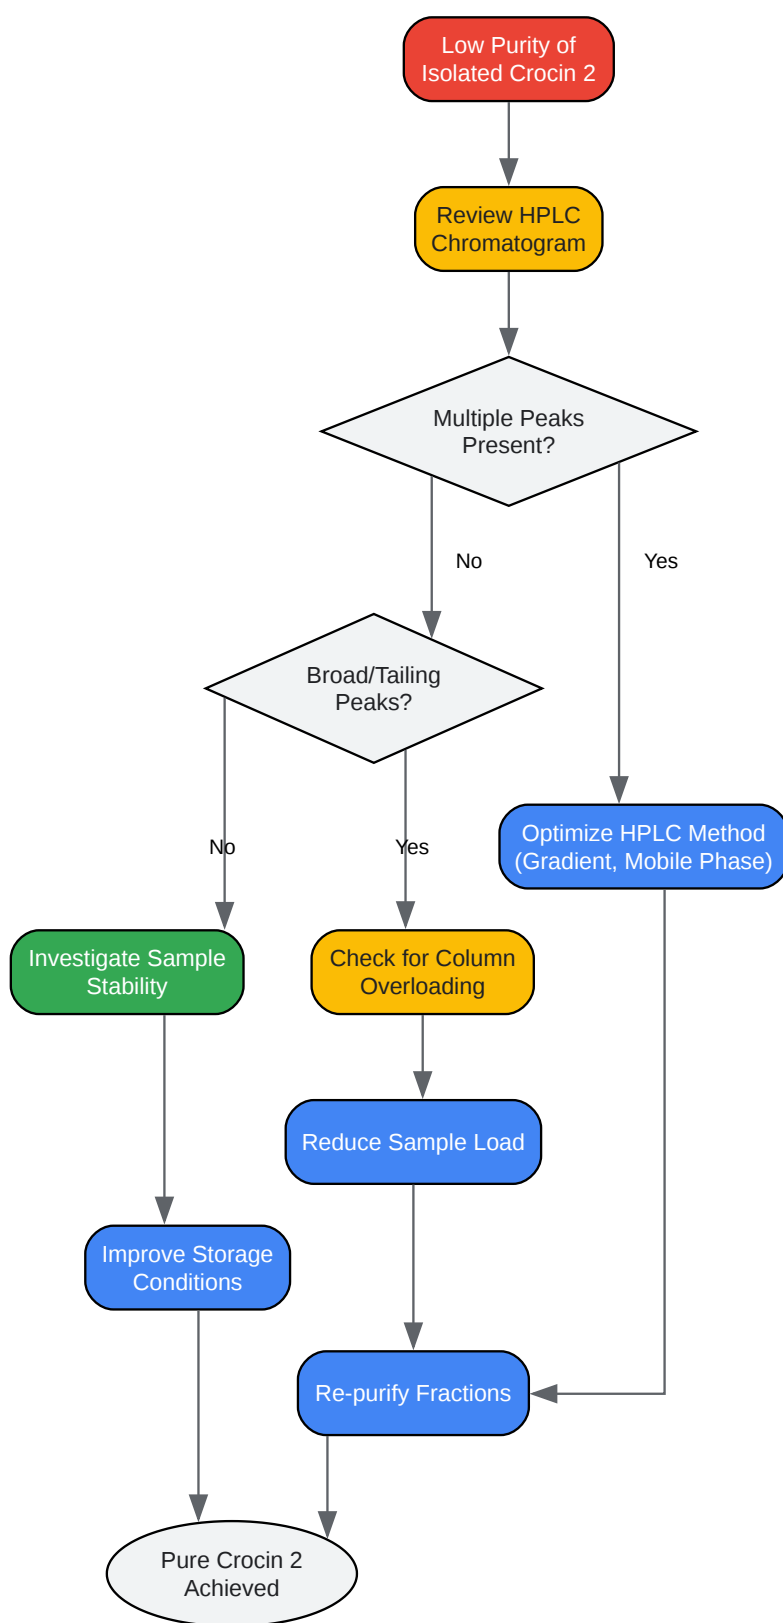 Low Purity of
Isolated Crocin 2
Review HPLC
Chromatogram
Multiple Peaks
Present?
No
Yes
Broad/Tailing
Peaks?
Optimize HPLC Method
(Gradient, Mobile Phase)
No
Yes
Investigate Sample
Stability
Check for Column
Overloading
Reduce Sample Load
Improve Storage
Conditions
Re-purify Fractions
Pure Crocin 2
Achieved